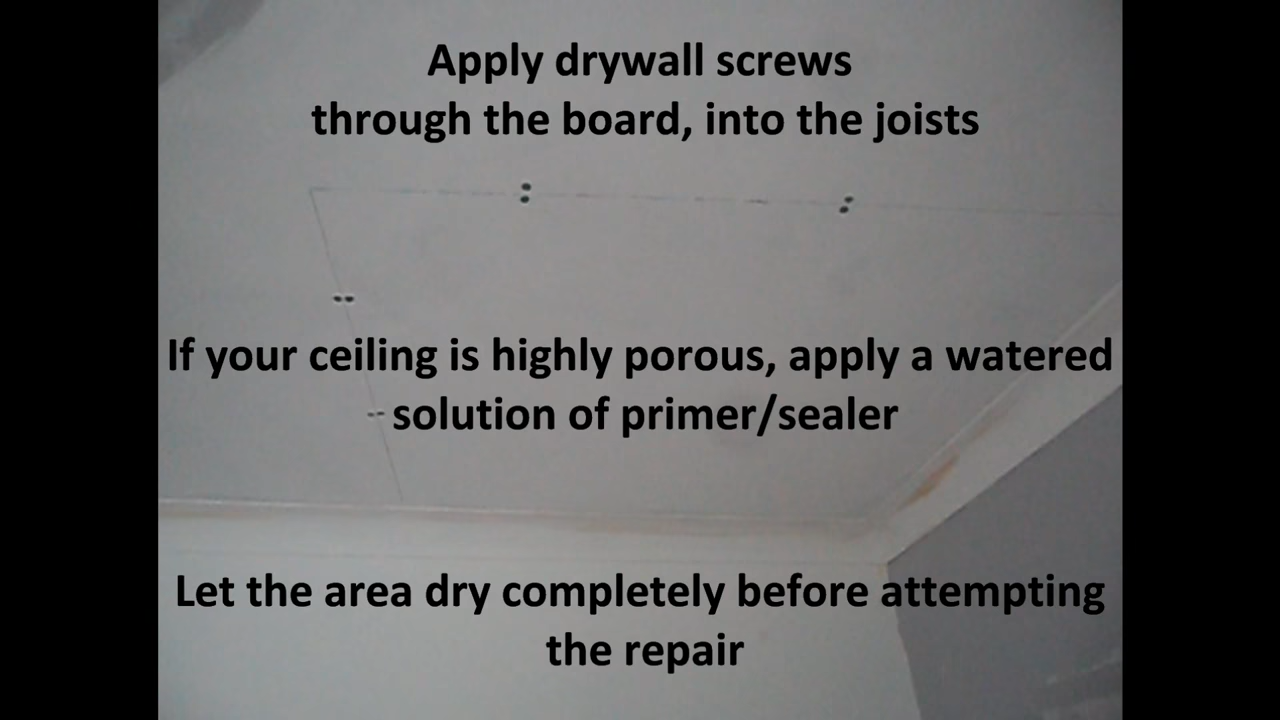 Apply drywall screws
through the board, into the joists
If your ceiling is highly porous, apply a watered
solution of primer/sealer
Let the area dry completely before attempting
the repair